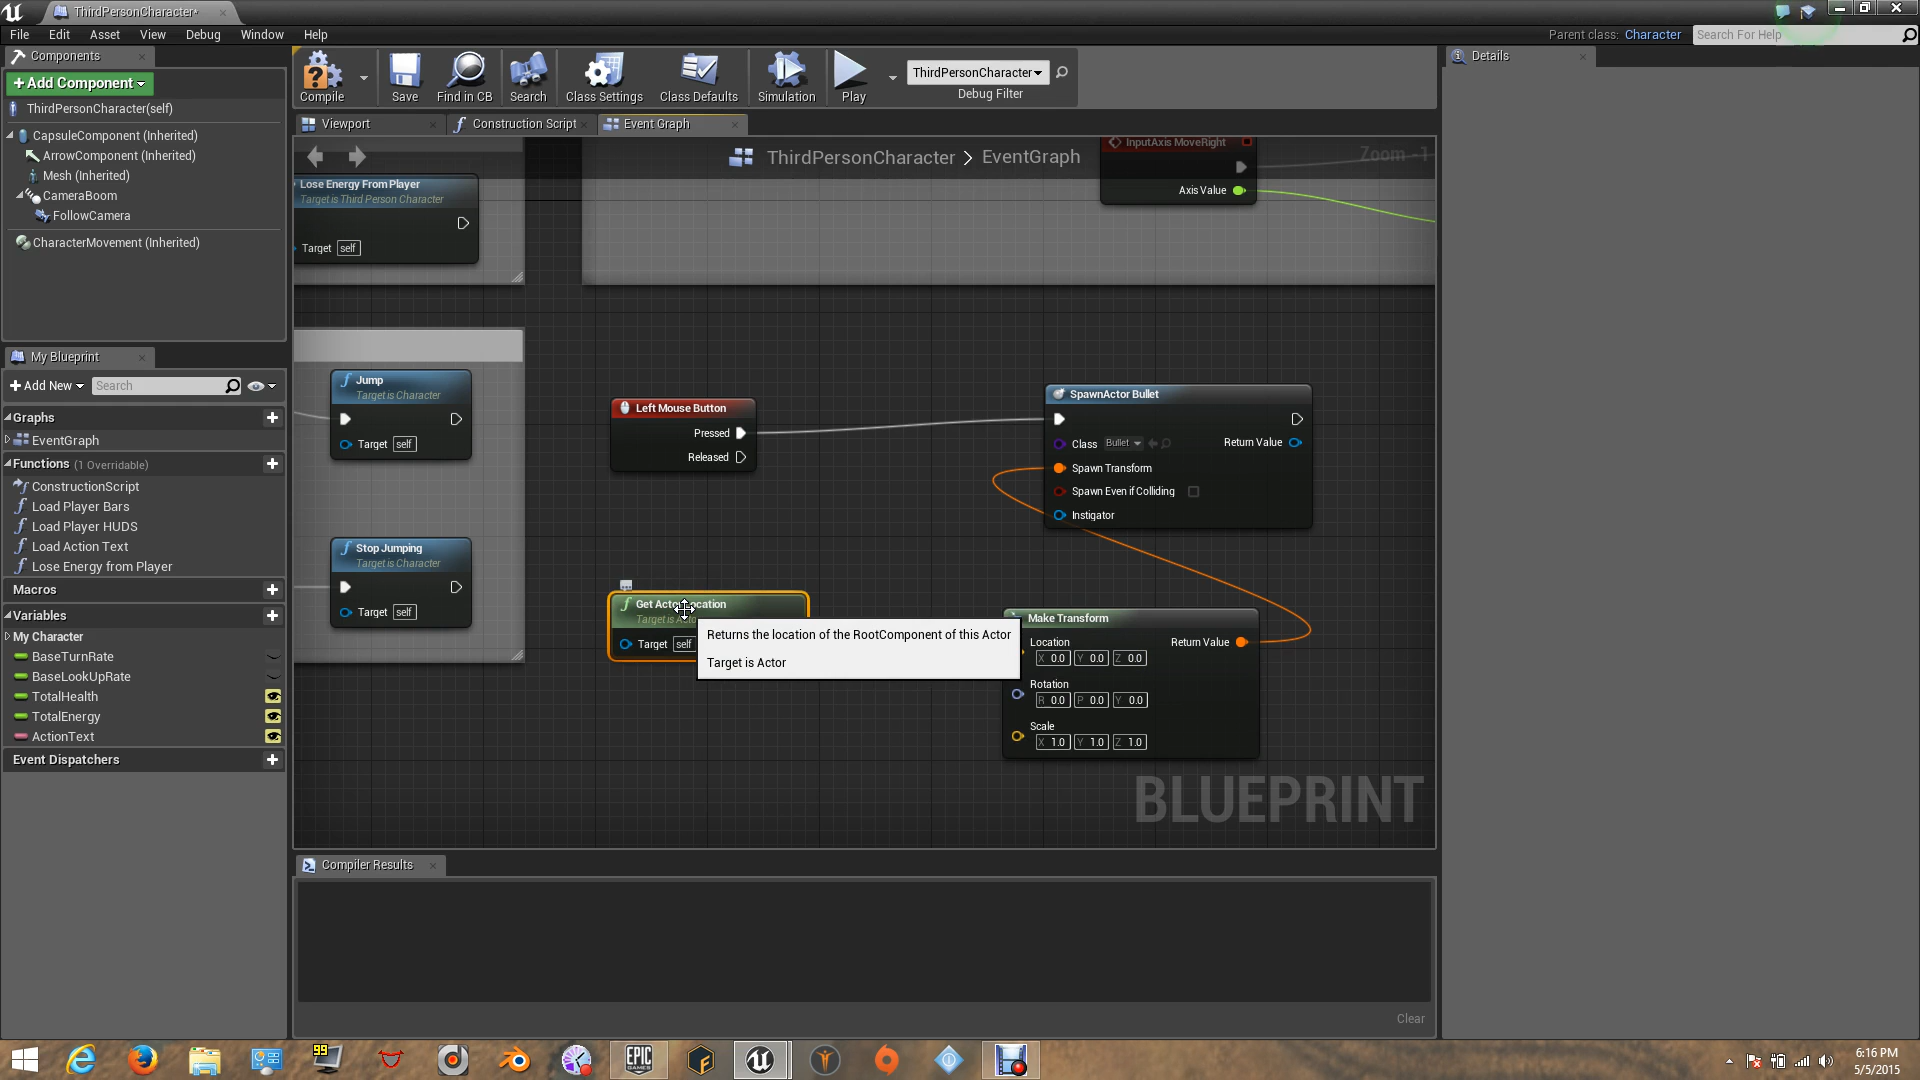 ThirdPersonCharacter*
File Edit Asset View Debug Window Help
Parent class: Character
Search For Help
Components
+Add Component
ThirdPersonCharacter(self)
CapsuleComponent (Inherited)
ArrowComponent (Inherited)
Mesh (Inherited)
CameraBoom
FollowCamera
CharacterMovement (Inherited)
My Blueprint
+Add New
Search
Graphs
EventGraph
Functions (1 Overridable)
ConstructionScript
Load Player Bars
Load Player HUDS
Load Action Text
Lose Energy from Player
Macros
Variables
My Character
BaseTurnRate
BaseLookUpRate
TotalHealth
TotalEnergy
ActionText
Event Dispatchers
Compile
Save
Find in CB
Search
Class Settings
Class Defaults
Simulation
Play
ThirdPersonCharacter
Debug Filter
Viewport
Construction Script
Event Graph
ThirdPersonCharacter > EventGraph
Zoom -1
InputAxis MoveRight
Axis Value
Lose Energy From Player
Target is Third Person Character
Target self
Jump
Target is Character
Target self
Stop Jumping
Target is Character
Target self
Left Mouse Button
Pressed
Released
SpawnActor Bullet
Class Bullet
Return Value
Spawn Transform
Spawn Even if Colliding
Instigator
Get Actor Location
Target is
Target self
Returns the location of the RootComponent of this Actor
Target is Actor
Make Transform
Location
Return Value
X 0.0 Y 0.0 Z 0.0
Rotation
R 0.0 P 0.0 Y 0.0
Scale
X 1.0 Y 1.0 Z 1.0
BLUEPRINT
Compiler Results
Clear
Details
99
EPIC
GAMES
6:16 PM
5/5/2015